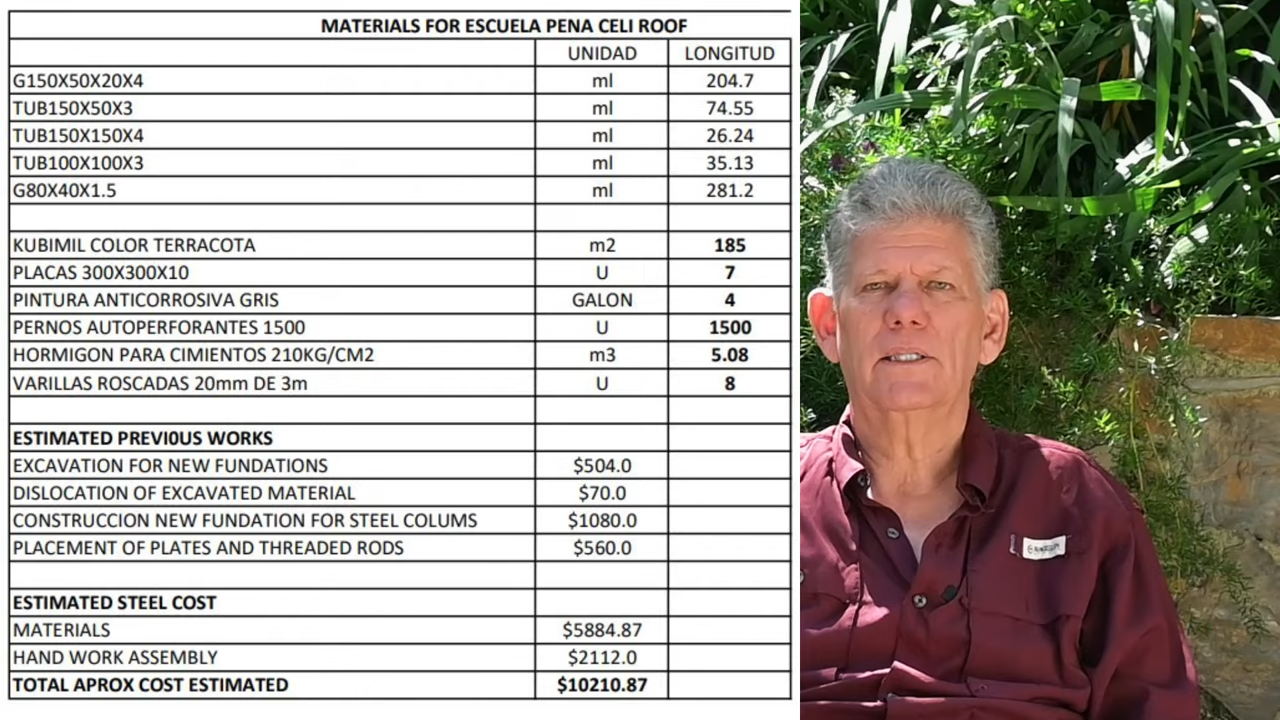 MATERIALS FOR ESCUELA PENA CELI ROOF
UNIDAD LONGITUD
G150X50X20X4 ml 204.7
TUB150X50X3 ml 74.55
TUB150X150X4 ml 26.24
TUB100X100X3 ml 35.13
G80X40X1.5 ml 281.2
KUBIMIL COLOR TERRACOTA m2 185
PLACAS 300X300X10 U 7
PINTURA ANTICORROSIVA GRIS GALON 4
PERNOS AUTOPERFORANTES 1500 U 1500
HORMIGON PARA CIMIENTOS 210KG/CM2 m3 5.08
VARILLAS ROSCADAS 20mm DE 3m U 8
ESTIMATED PREVI0US WORKS
EXCAVATION FOR NEW FUNDATIONS $504.0
DISLOCATION OF EXCAVATED MATERIAL $70.0
CONSTRUCCION NEW FUNDATION FOR STEEL COLUMS $1080.0
PLACEMENT OF PLATES AND THREADED RODS $560.0
ESTIMATED STEEL COST
MATERIALS $5884.87
HAND WORK ASSEMBLY $2112.0
TOTAL APROX COST ESTIMATED $10210.87